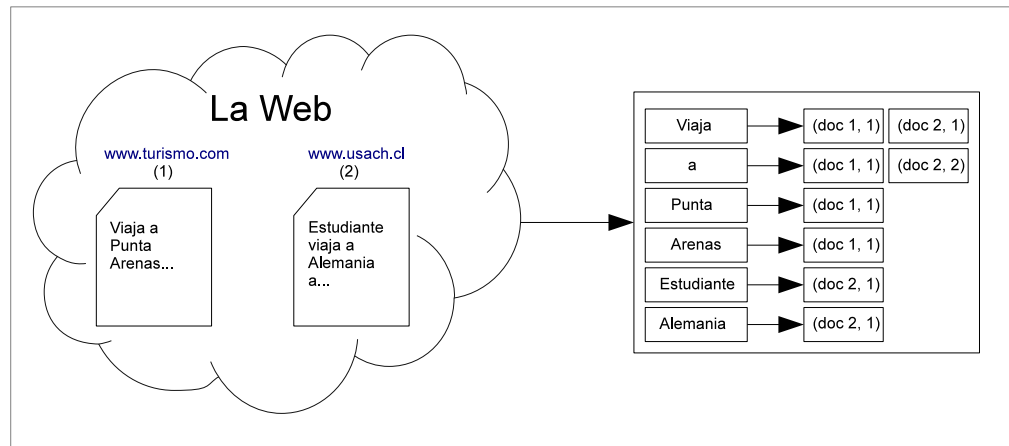 La Web
www.turismo.com
(1)
Viaja a
Punta
Arenas...
www.usach.cl
(2)
Estudiante
viaja a
Alemania
a...
Viaja (doc 1, 1) (doc 2, 1)
a (doc 1, 1) (doc 2, 2)
Punta (doc 1, 1)
Arenas (doc 1, 1)
Estudiante (doc 2, 1)
Alemania (doc 2, 1)